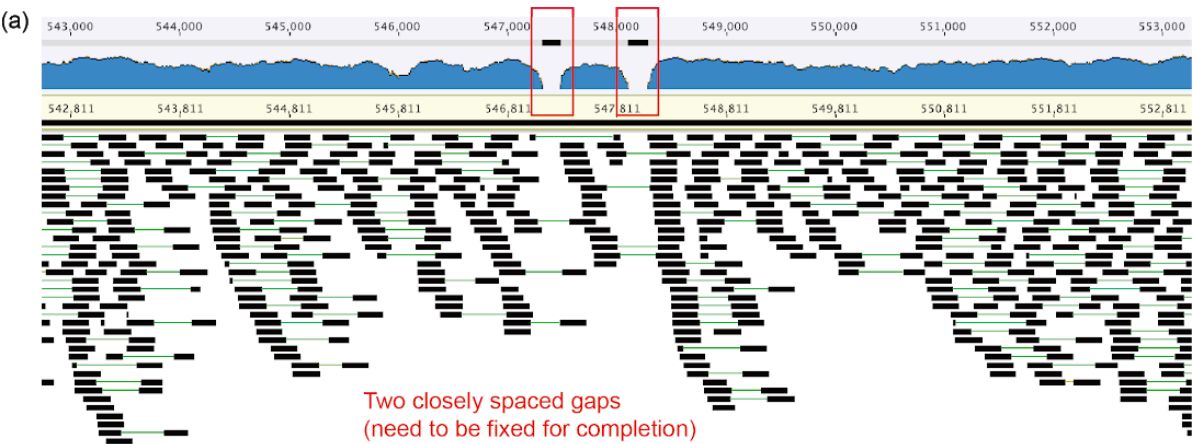 (a)
543,000 544,000 545,000 546,000 547,000 548,000 549,000 550,000 551,000 552,000 553,000
542,811 543,811 544,811 545,811 546,811 547,811 548,811 549,811 550,811 551,811 552,811
Two closely spaced gaps
(need to be fixed for completion)